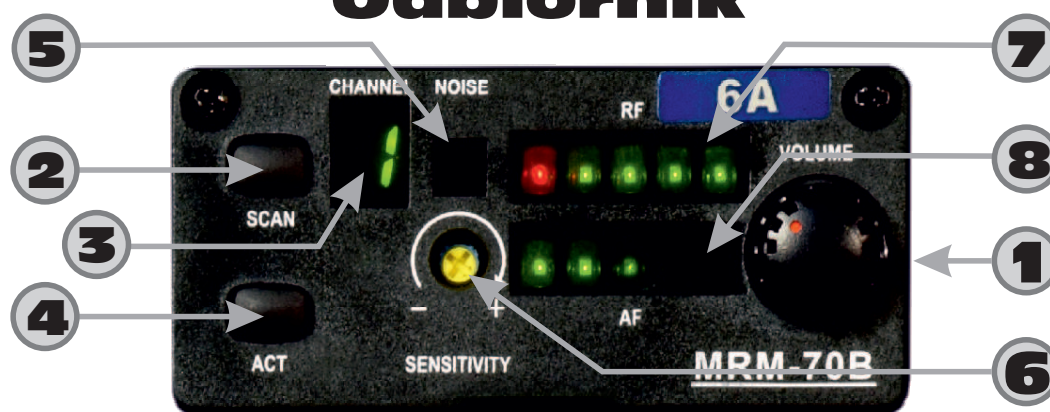 Odbiornik
5
7
CHANNEL NOISE
6A
RF
2
8
VOLUME
SCAN
3
1
4
- +
AF
ACT
SENSITIVITY
MRM-70B
6